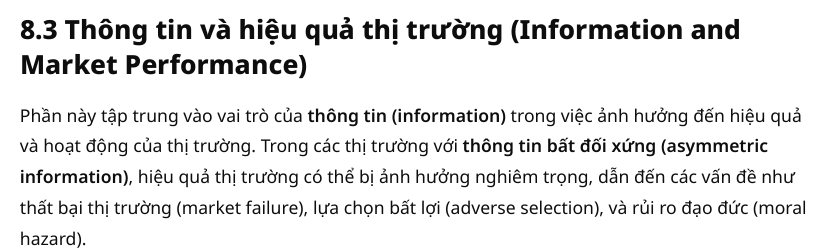 8.3 Thông tin và hiệu quả thị trường (Information and
Market Performance)
Phần này tập trung vào vai trò của thông tin (information) trong việc ảnh hưởng đến hiệu quả
và hoạt động của thị trường. Trong các thị trường với thông tin bất đối xứng (asymmetric
information), hiệu quả thị trường có thể bị ảnh hưởng nghiêm trọng, dẫn đến các vấn đề như
thất bại thị trường (market failure), lựa chọn bất lợi (adverse selection), và rủi ro đạo đức (moral
hazard).